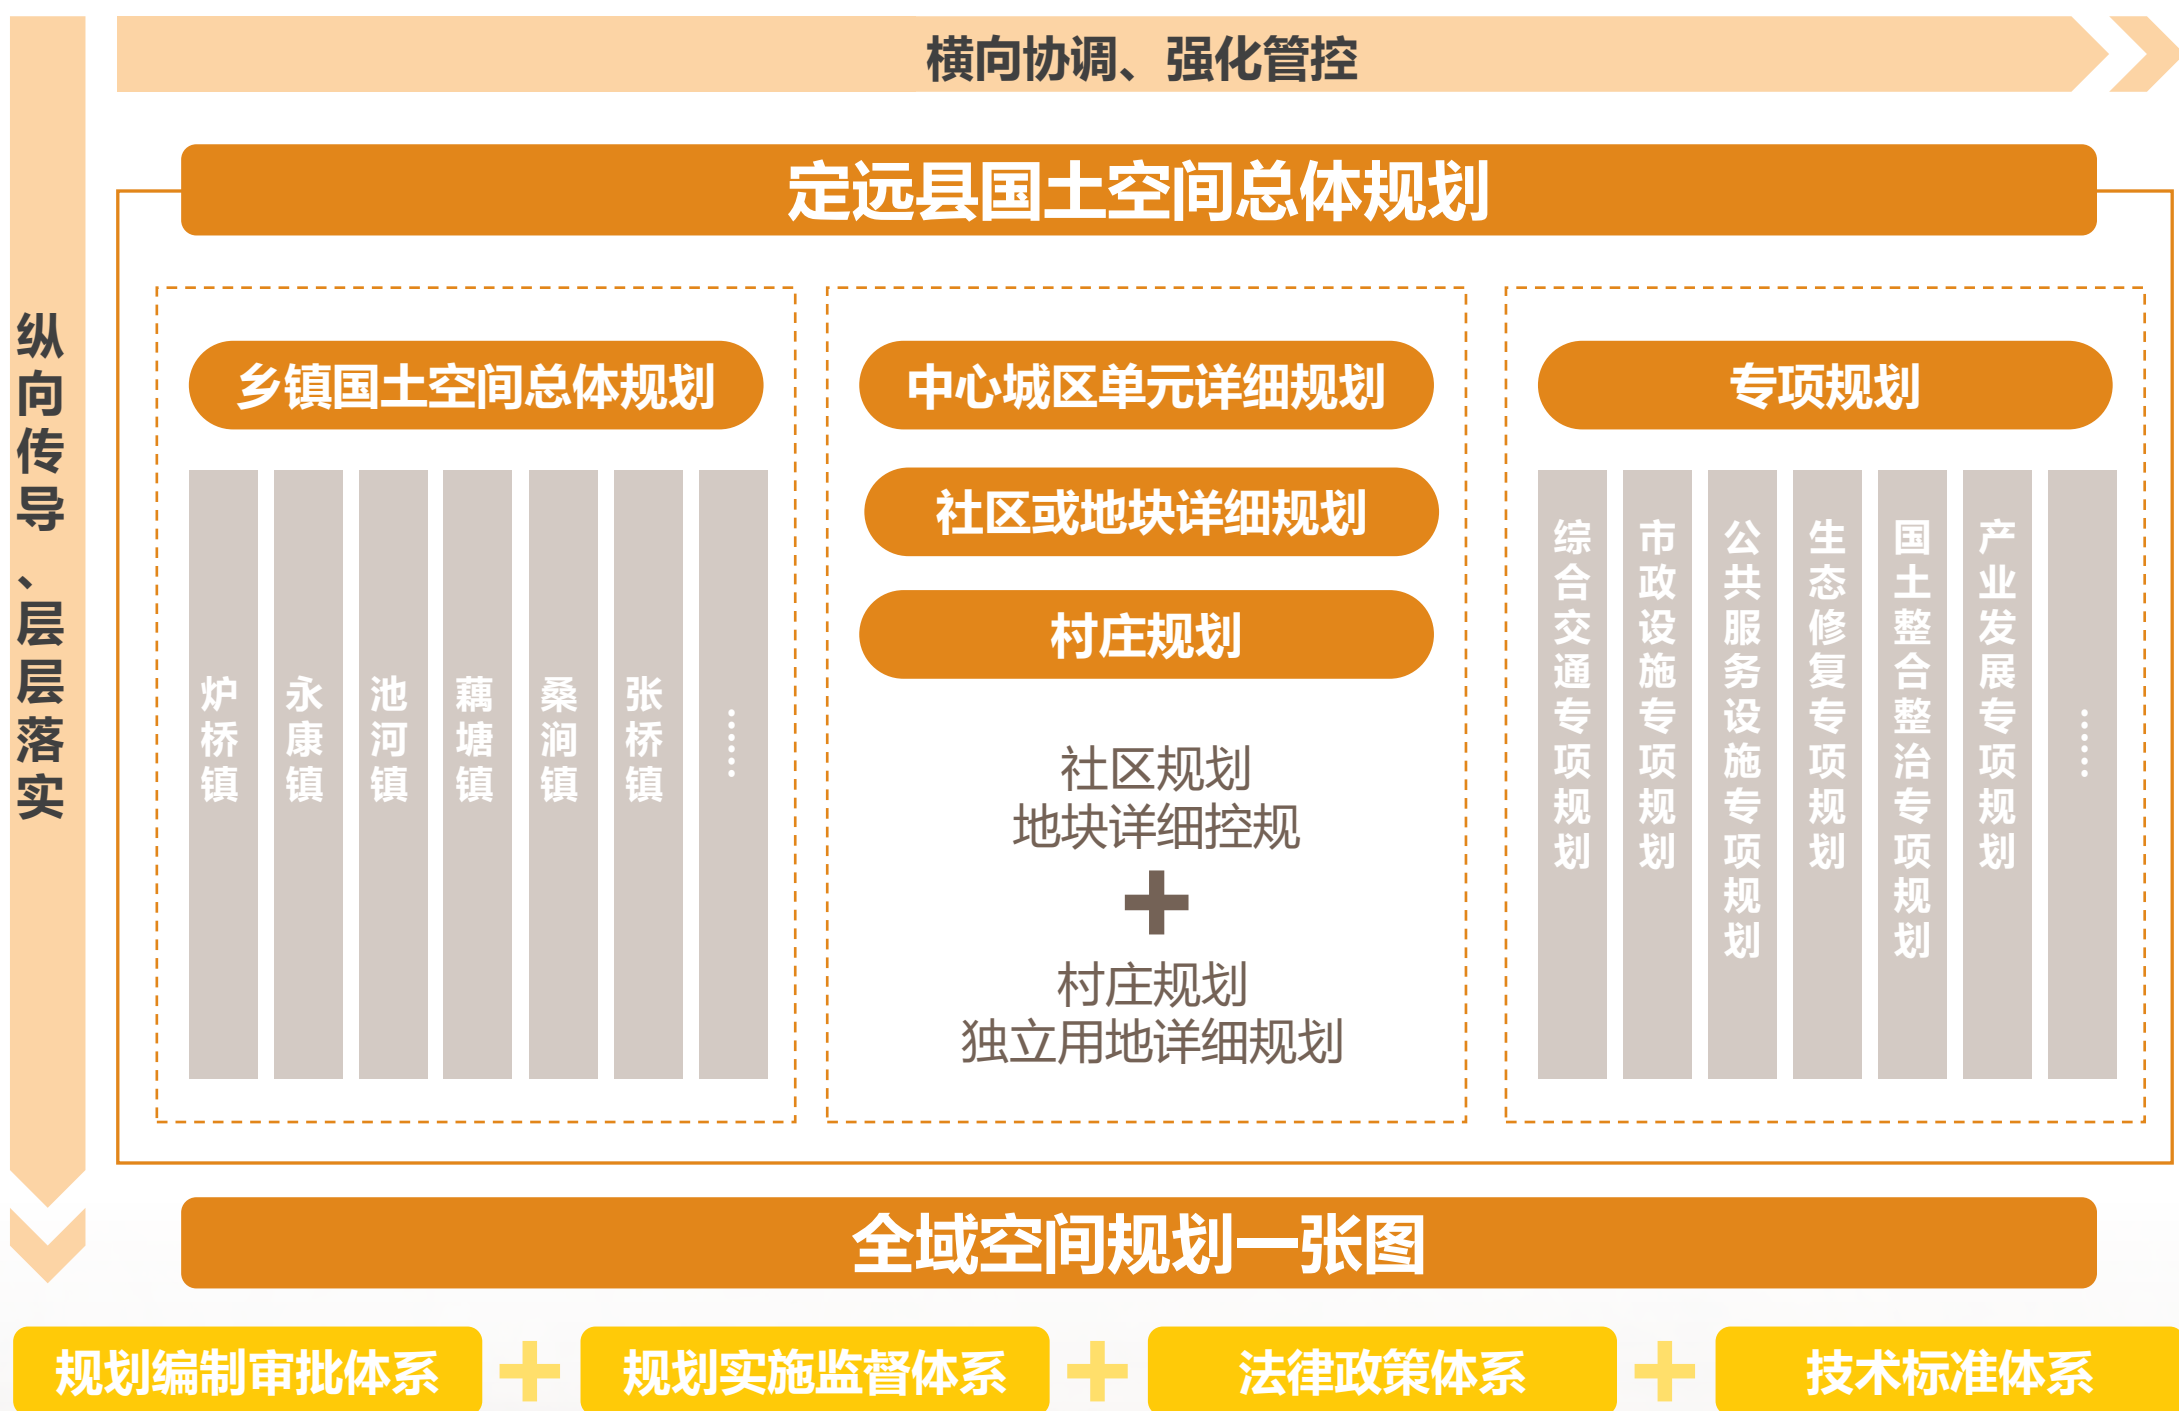 横向协调、强化管控
纵向传导、层层落实
定远县国土空间总体规划
乡镇国土空间总体规划
炉桥镇
永康镇
池河镇
藕塘镇
桑涧镇
张桥镇
……
中心城区单元详细规划
社区或地块详细规划
村庄规划
社区规划
地块详细控规
+
村庄规划
独立用地详细规划
专项规划
综合交通专项规划
市政设施专项规划
公共服务设施专项规划
生态修复专项规划
国土整合整治专项规划
产业发展专项规划
……
全域空间规划一张图
规划编制审批体系 + 规划实施监督体系 + 法律政策体系 + 技术标准体系